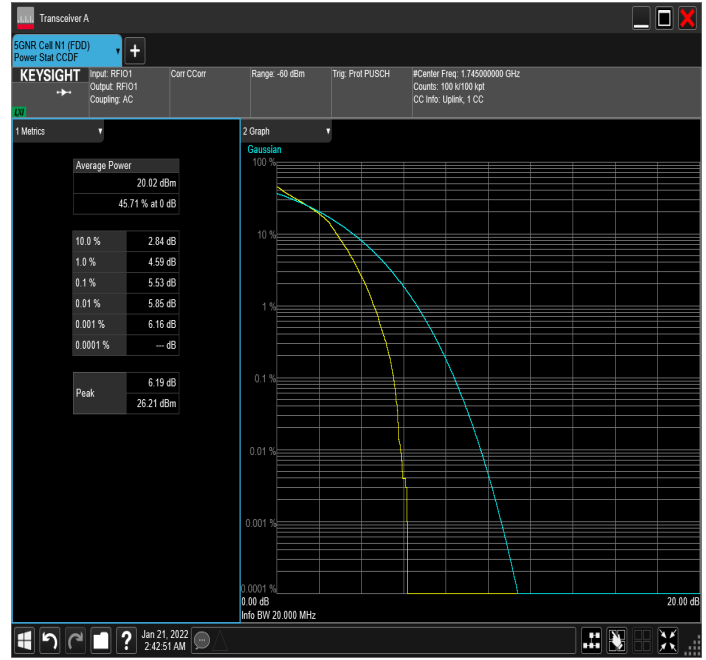 Transceiver A
5GNR Cell N1 (FDD)
Power Stat CCDF
+
KEYSIGHT
Input: RFIO1
Output: RFIO1
Coupling: AC
Corr CCorr
Range: -60 dBm
Trig: Prot PUSCH
#Center Freq: 1.745000000 GHz
Counts: 100 k/100 kpt
CC Info: Uplink, 1 CC
1 Metrics
Average Power
20.02 dBm
45.71 % at 0 dB
10.0 % 2.84 dB
1.0 % 4.59 dB
0.1 % 5.53 dB
0.01 % 5.85 dB
0.001 % 6.16 dB
0.0001 % --- dB
Peak
6.19 dB
26.21 dBm
2 Graph
Gaussian
100 %
10 %
1 %
0.1 %
0.01 %
0.001 %
0.0001 %
0.00 dB
20.00 dB
Info BW 20.000 MHz
?
Jan 21, 2022
2:42:51 AM